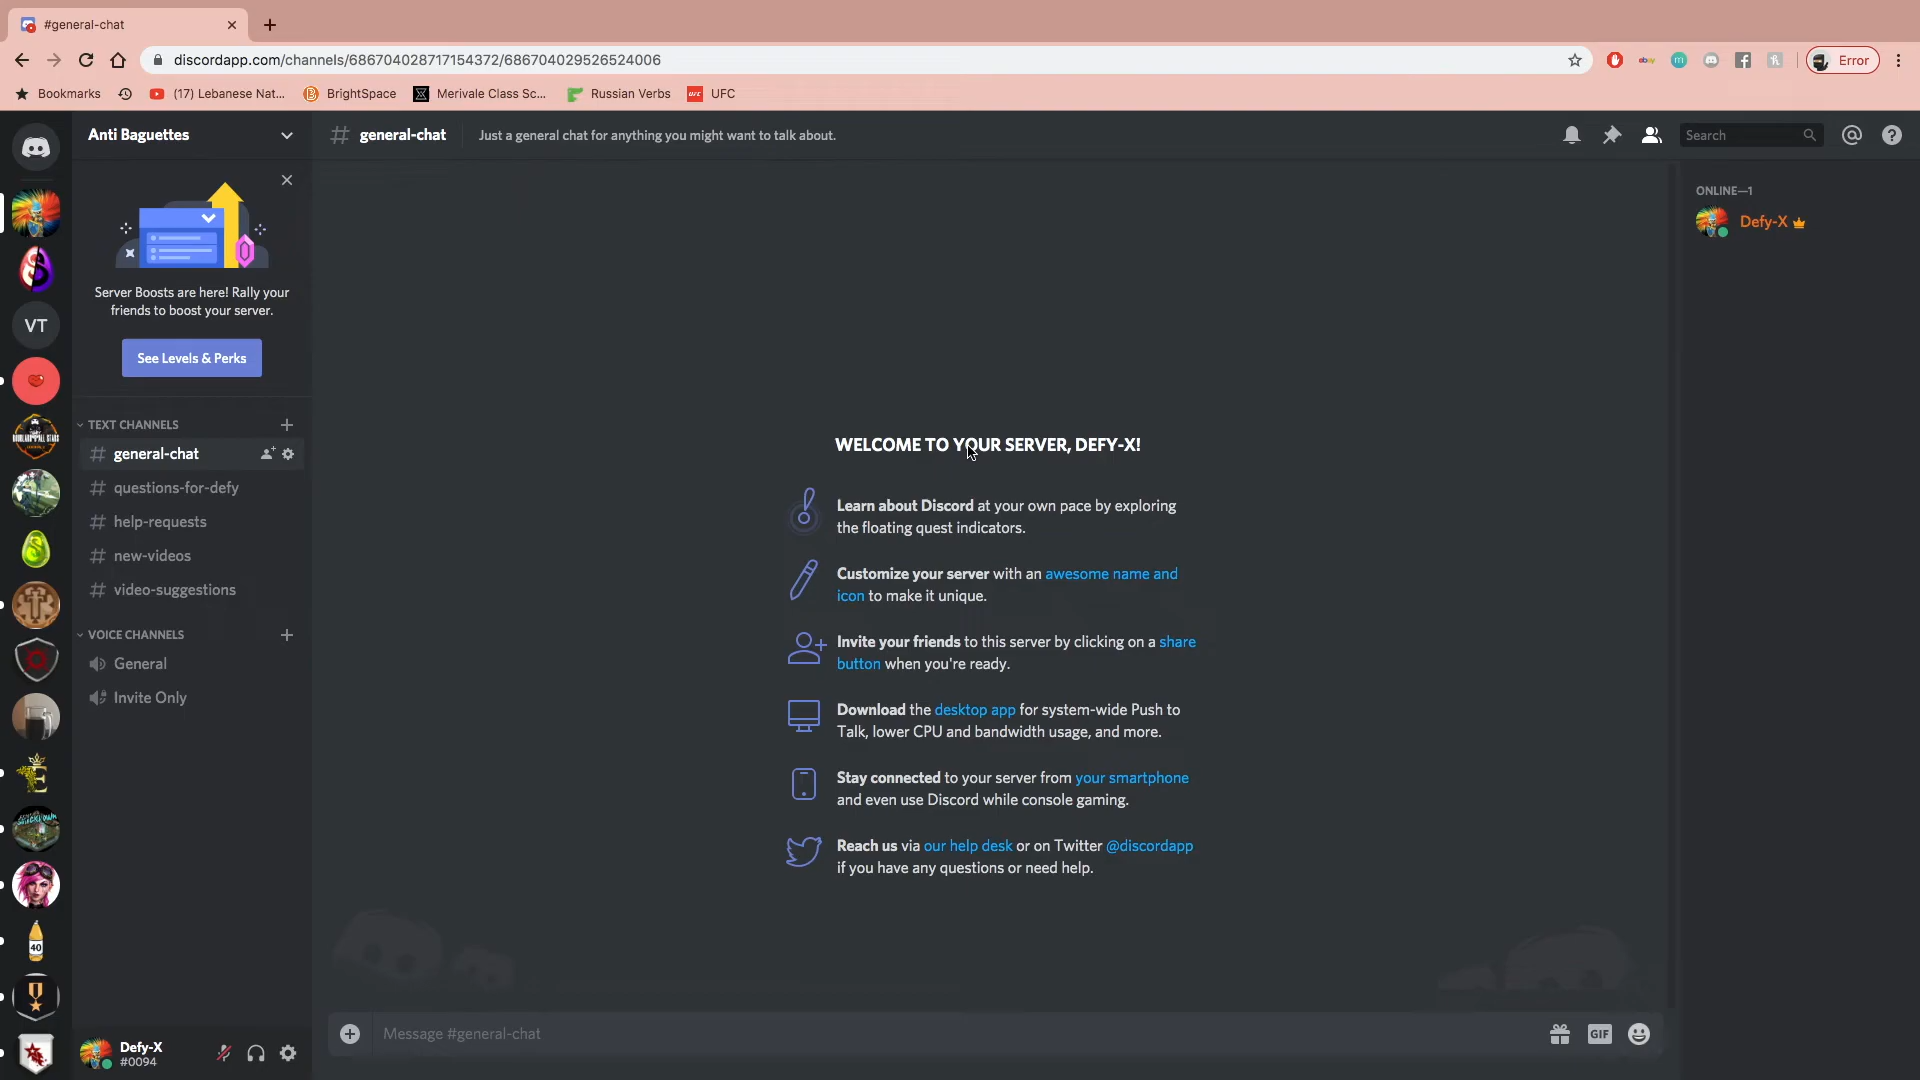 #general-chat
discordapp.com/channels/686704028717154372/686704029526524006
Error
Bookmarks
(17) Lebanese Nat...
BrightSpace
Merivale Class Sc...
Russian Verbs
UFC
Anti Baguettes
general-chat
Just a general chat for anything you might want to talk about.
Search
Server Boosts are here! Rally your
friends to boost your server.
See Levels & Perks
TEXT CHANNELS
general-chat
questions-for-defy
help-requests
new-videos
video-suggestions
VOICE CHANNELS
General
Invite Only
VT
40
Defy-X
#0094
WELCOME TO YOUR SERVER, DEFY-X!
Learn about Discord at your own pace by exploring
the floating quest indicators.
Customize your server with an awesome name and
icon to make it unique.
Invite your friends to this server by clicking on a share
button when you're ready.
Download the desktop app for system-wide Push to
Talk, lower CPU and bandwidth usage, and more.
Stay connected to your server from your smartphone
and even use Discord while console gaming.
Reach us via our help desk or on Twitter @discordapp
if you have any questions or need help.
Message #general-chat
GIF
ONLINE—1
Defy-X